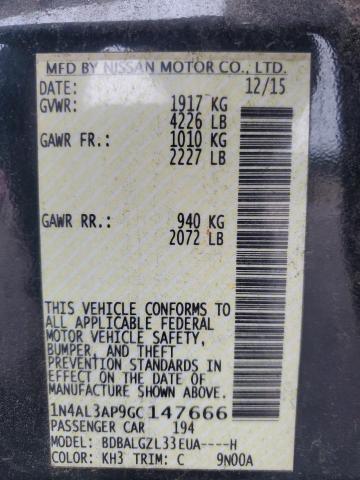 MFD BY NISSAN MOTOR CO., LTD.
DATE: 12/15
GVWR: 1917 KG
4226 LB
GAWR FR.: 1010 KG
2227 LB
GAWR RR.: 940 KG
2072 LB
THIS VEHICLE CONFORMS TO
ALL APPLICABLE FEDERAL
MOTOR VEHICLE SAFETY,
BUMPER, AND THEFT
PREVENTION STANDARDS IN
EFFECT ON THE DATE OF
MANUFACTURE SHOWN ABOVE.
1N4AL3AP9GC147666
PASSENGER CAR 194
MODEL: BDBALGZL33EUA----H
COLOR: KH3 TRIM: C 9N00A